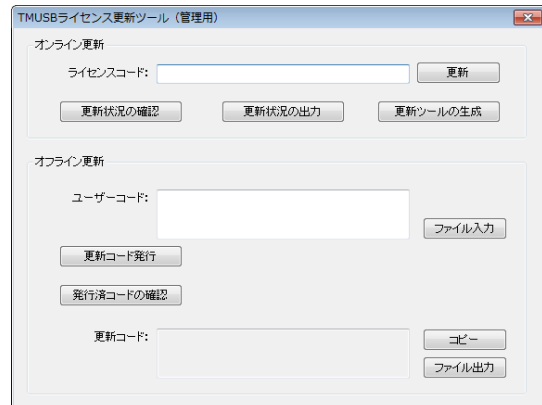 TMUSBライセンス更新ツール（管理用）
オンライン更新
ライセンスコード:
更新
更新状況の確認
更新状況の出力
更新ツールの生成
オフライン更新
ユーザーコード:
ファイル入力
更新コード発行
発行済コードの確認
更新コード:
コピー
ファイル出力